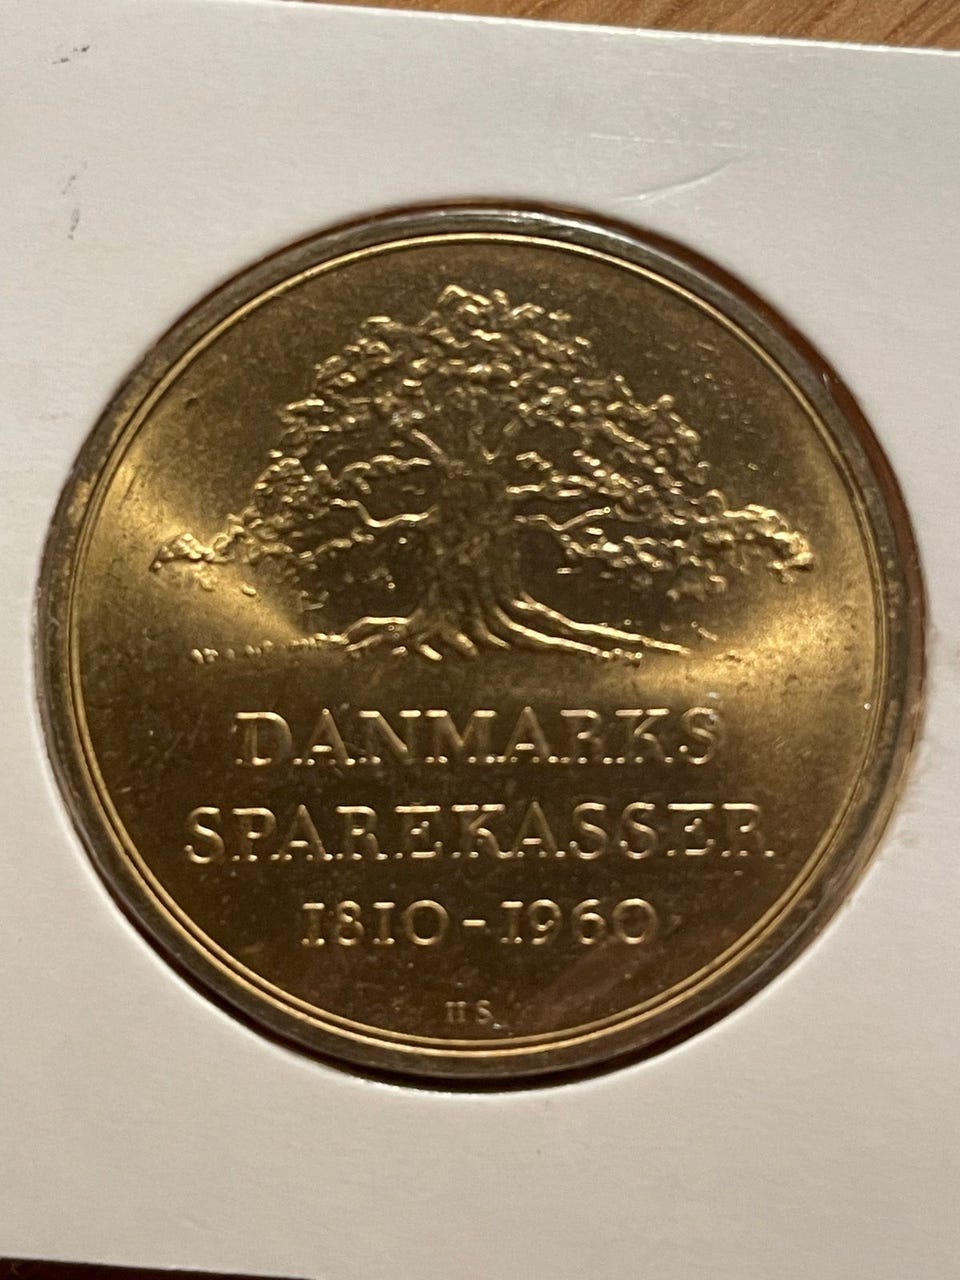 DANMARKS
SPAREKASSER
1810-1960
HS